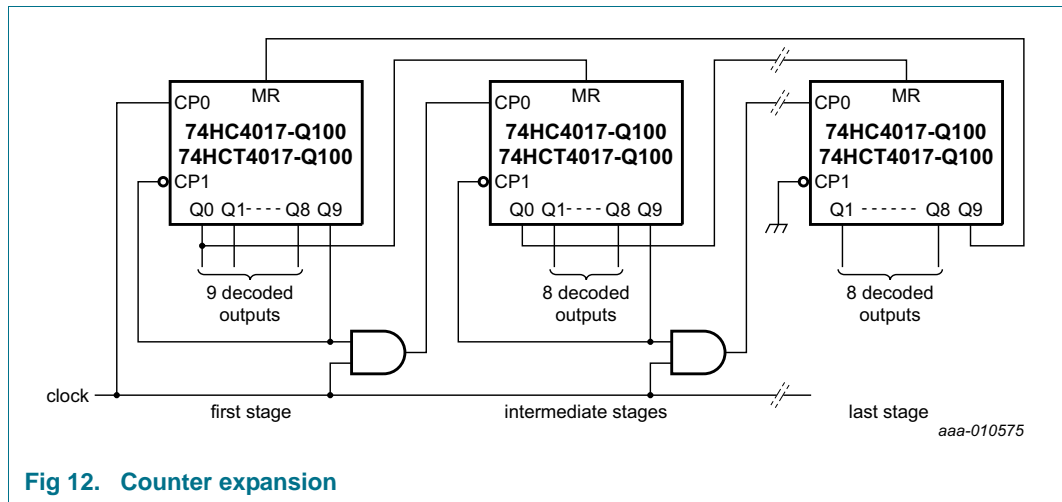 MR
CP0
74HC4017-Q100
74HCT4017-Q100
CP1
Q0 Q1 - - - - Q8 Q9
9 decoded
outputs
MR
CP0
74HC4017-Q100
74HCT4017-Q100
CP1
Q0 Q1 - - - - Q8 Q9
8 decoded
outputs
MR
CP0
74HC4017-Q100
74HCT4017-Q100
CP1
Q1 - - - - - - Q8 Q9
8 decoded
outputs
clock
first stage
intermediate stages
last stage
aaa-010575
Fig 12. Counter expansion